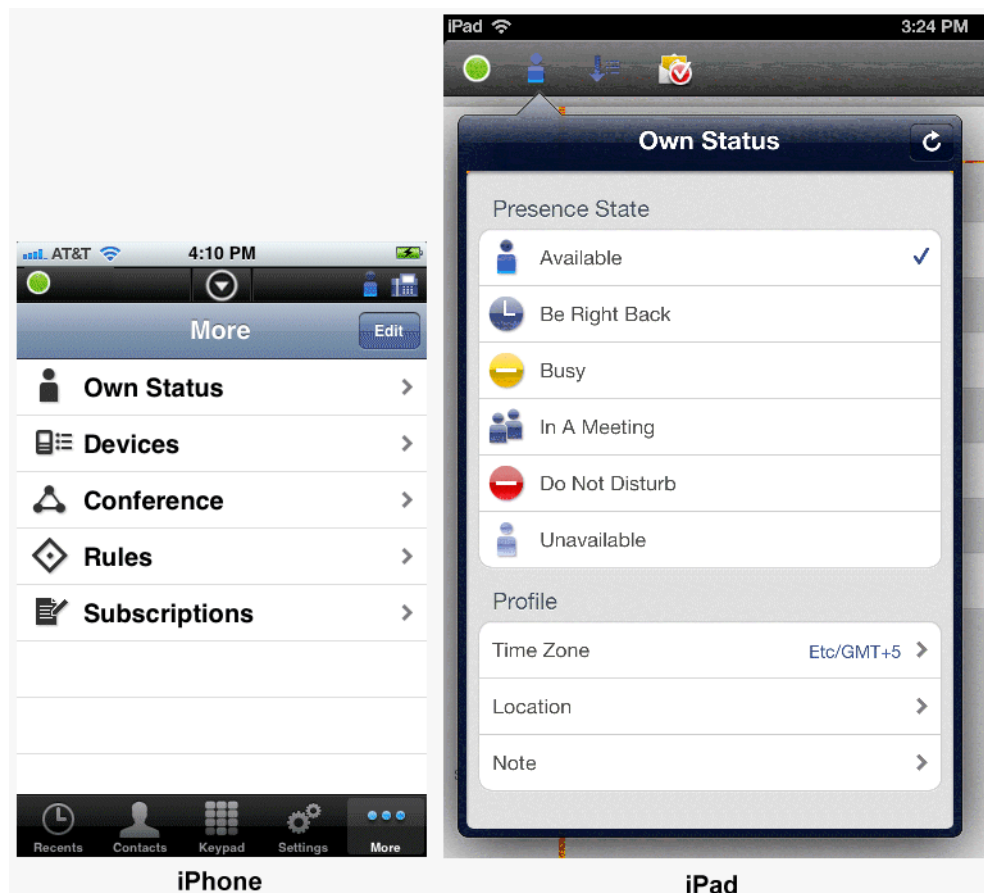 AT&T 4:10 PM
More Edit
Own Status
Devices
Conference
Rules
Subscriptions
Recents Contacts Keypad Settings More
iPhone
iPad 3:24 PM
Own Status
Presence State
Available
Be Right Back
Busy
In A Meeting
Do Not Disturb
Unavailable
Profile
Time Zone Etc/GMT+5
Location
Note
iPad